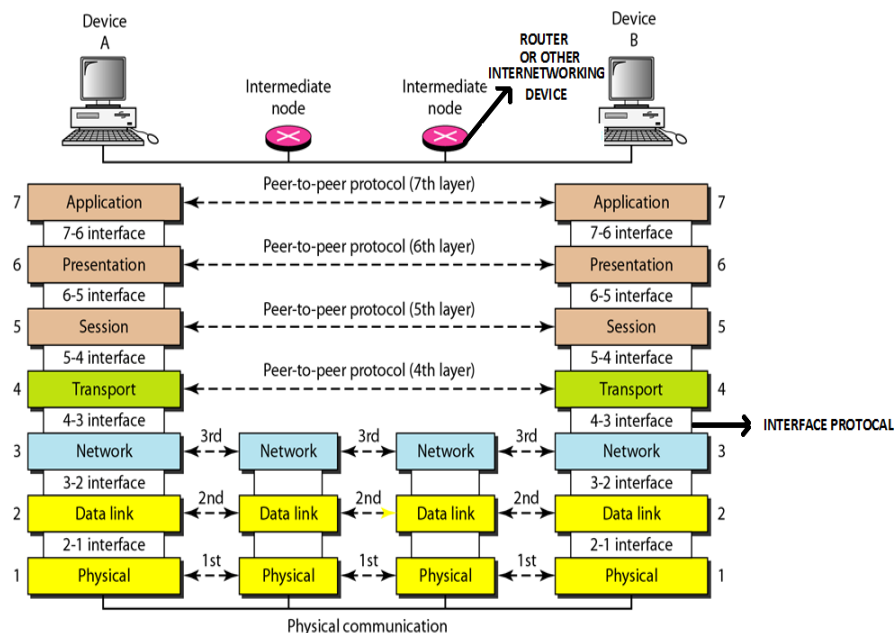 Device
A
Intermediate
node
Intermediate
node
ROUTER
OR OTHER
INTERNETWORKING
DEVICE
Device
B
Peer-to-peer protocol (7th layer)
7 Application Application 7
7-6 interface 7-6 interface
Peer-to-peer protocol (6th layer)
6 Presentation Presentation 6
6-5 interface 6-5 interface
Peer-to-peer protocol (5th layer)
5 Session Session 5
5-4 interface 5-4 interface
Peer-to-peer protocol (4th layer)
4 Transport Transport 4
4-3 interface 4-3 interface INTERFACE PROTOCAL
3rd 3rd 3rd
3 Network Network Network Network 3
3-2 interface 3-2 interface
2nd 2nd 2nd
2 Data link Data link Data link Data link 2
2-1 interface 2-1 interface
1st 1st 1st
1 Physical Physical Physical Physical 1
Physical communication